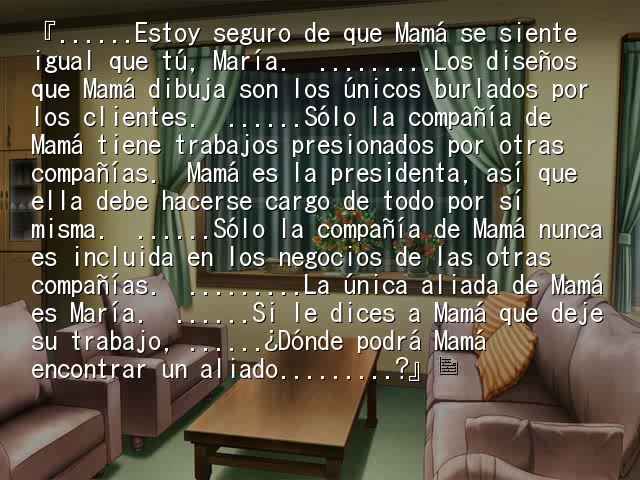 『......Estoy seguro de que Mamá se siente
igual que tú, María.  .........Los diseños
que Mamá dibuja son los únicos burlados por
los clientes.  ......Sólo la compañía de
Mamá tiene trabajos presionados por otras
compañías.  Mamá es la presidenta, así que
ella debe hacerse cargo de todo por sí
misma.  ......Sólo la compañía de Mamá nunca
es incluida en los negocios de las otras
compañías.  .........La única aliada de Mamá
es María.  ......Si le dices a Mamá que deje
su trabajo, ......¿Dónde podrá Mamá
encontrar un aliado.........?』